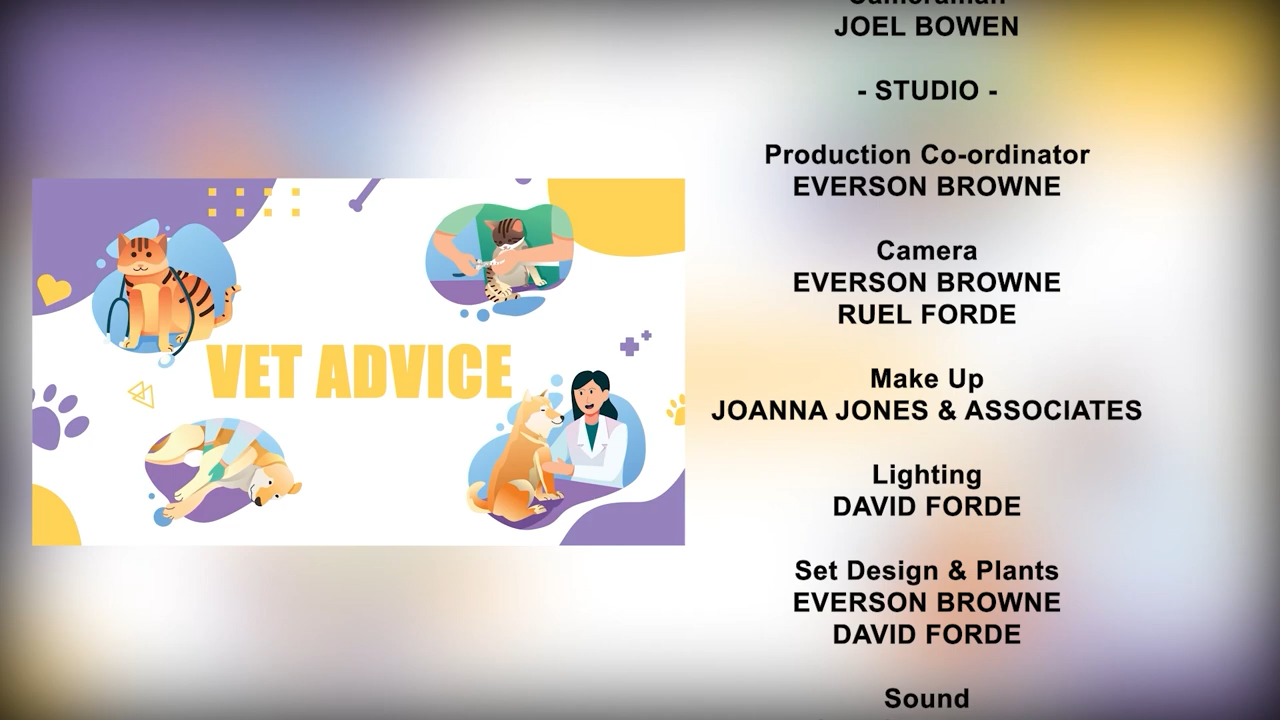 VET ADVICE
JOEL BOWEN
- STUDIO -
Production Co-ordinator
EVERSON BROWNE
Camera
EVERSON BROWNE
RUEL FORDE
Make Up
JOANNA JONES & ASSOCIATES
Lighting
DAVID FORDE
Set Design & Plants
EVERSON BROWNE
DAVID FORDE
Sound